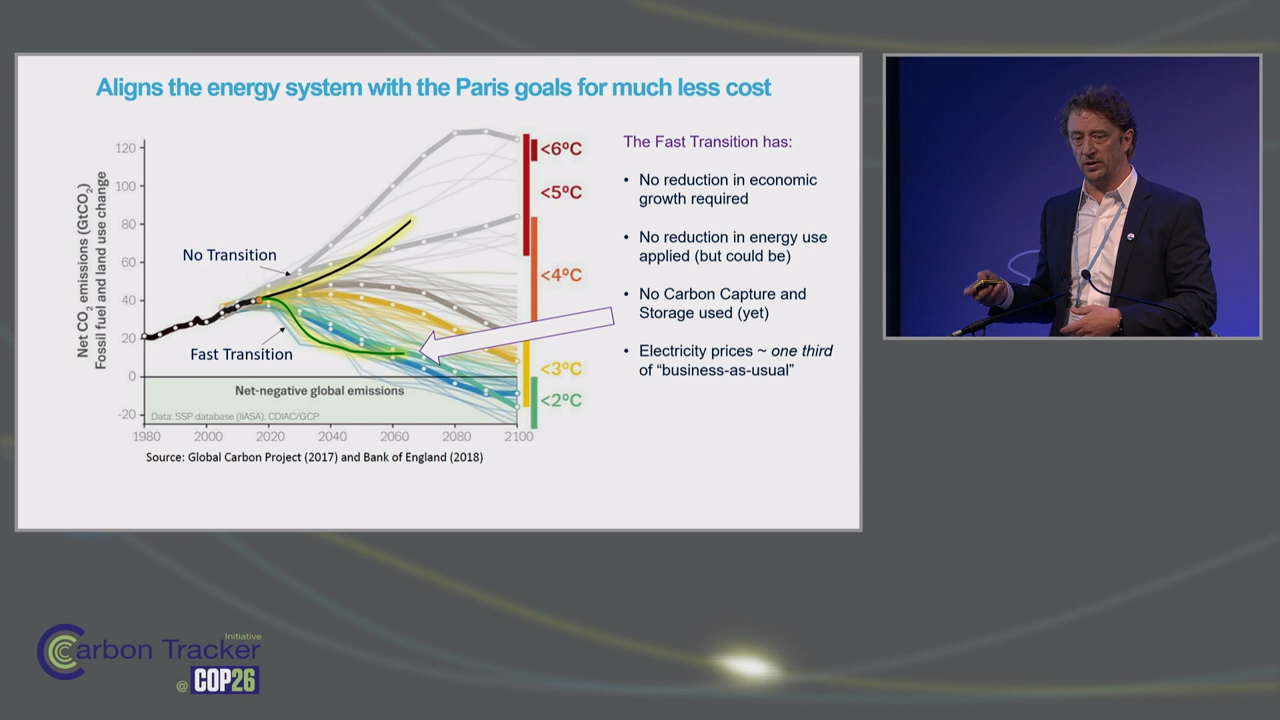 Aligns the energy system with the Paris goals for much less cost
Net CO2 emissions (GtCO2)
Fossil fuel and land use change
120
100
80
60
40
20
0
-20
No Transition
Fast Transition
Net-negative global emissions
Data: SSP database (IIASA), CDIAC/GCP
1980
2000
2020
2040
2060
2080
2100
<6°C
<5°C
<4°C
<3°C
<2°C
Source: Global Carbon Project (2017) and Bank of England (2018)
The Fast Transition has:
• No reduction in economic
growth required
• No reduction in energy use
applied (but could be)
• No Carbon Capture and
Storage used (yet)
• Electricity prices ~ one third
of “business-as-usual”
Carbon Tracker
Initiative
@ COP26